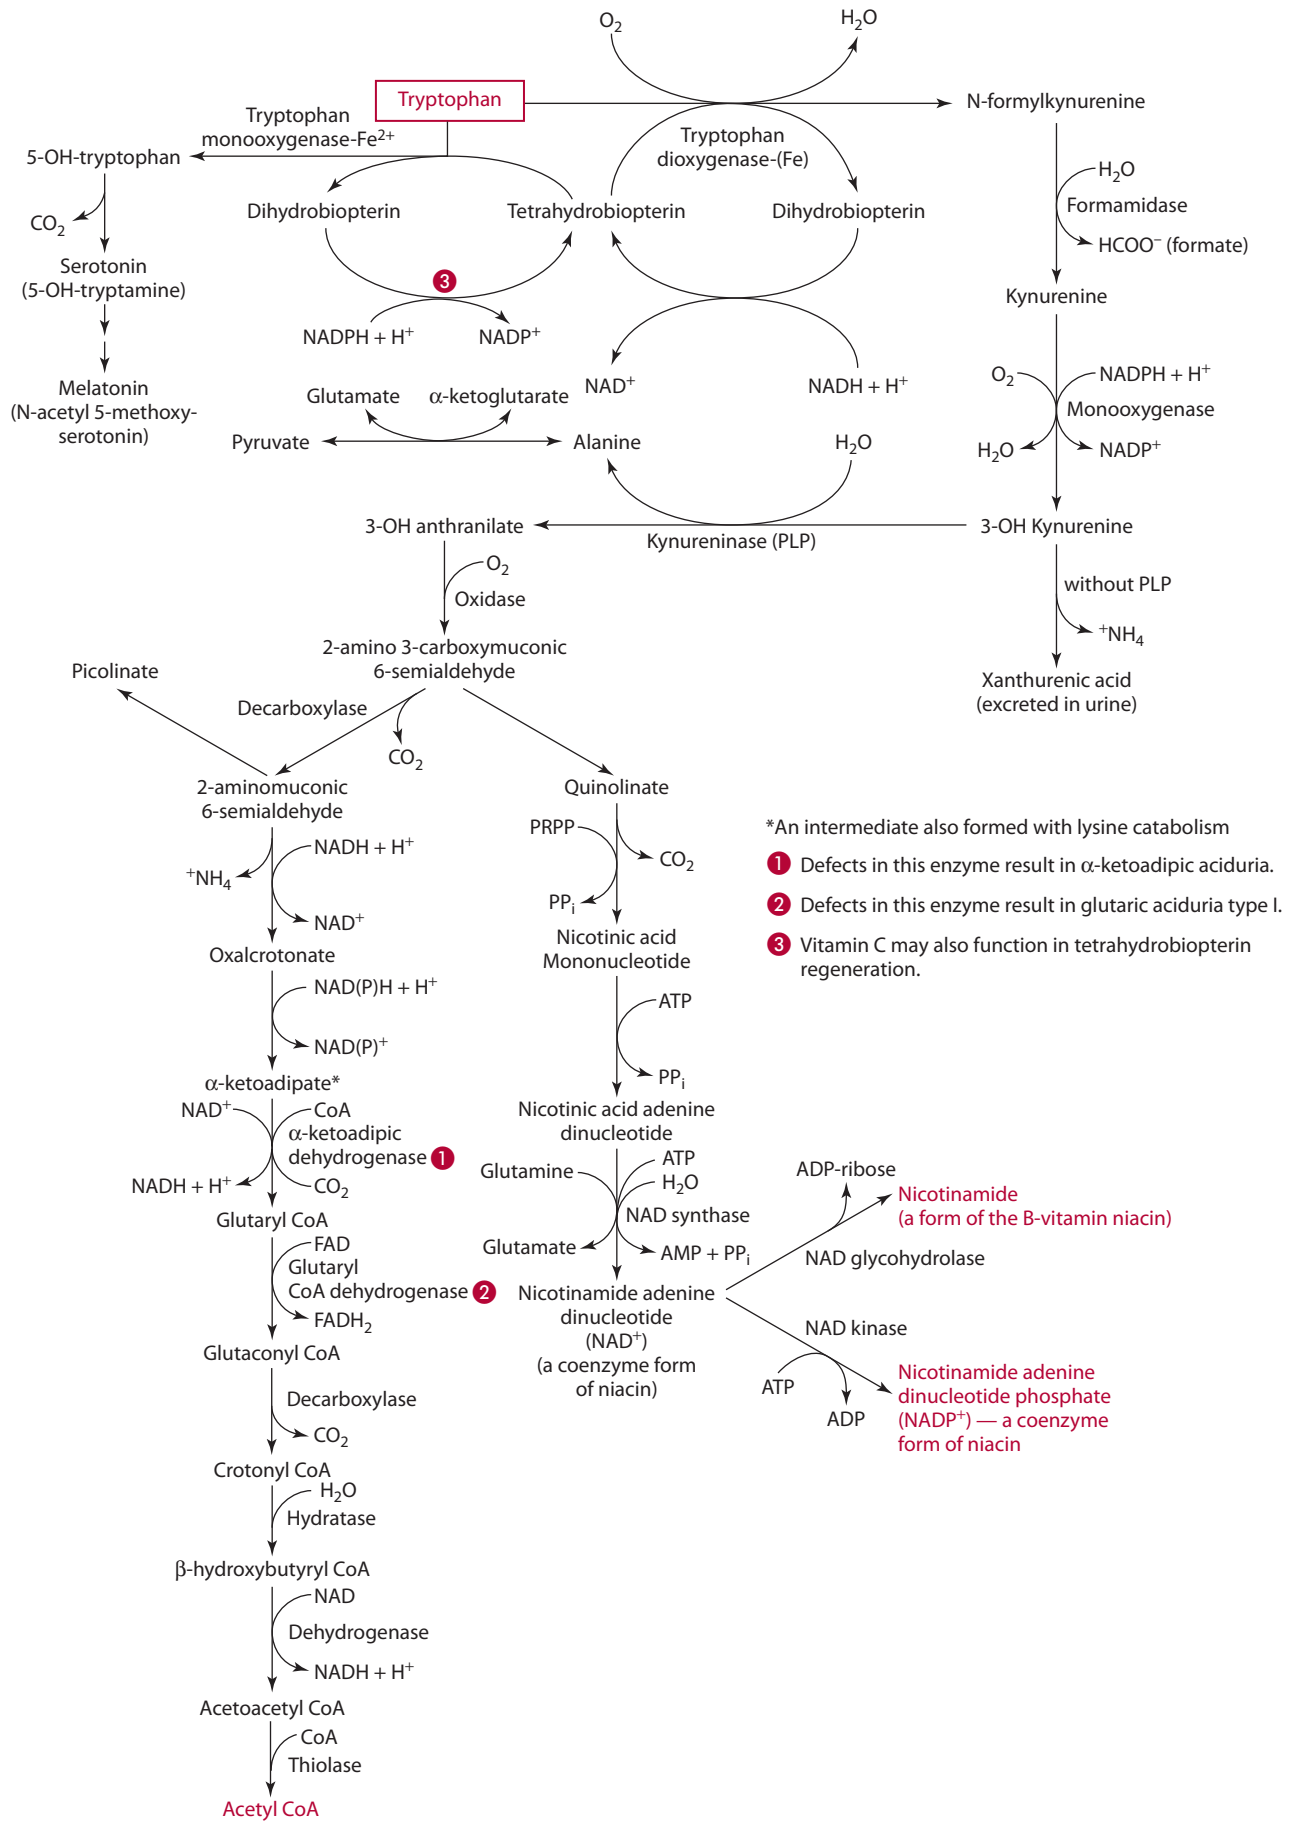 O2
H2O
Tryptophan
N-formylkynurenine
Tryptophan
monooxygenase-Fe2+
Tryptophan
dioxygenase-(Fe)
5-OH-tryptophan
H2O
Formamidase
HCOO− (formate)
Dihydrobiopterin
Tetrahydrobiopterin
Dihydrobiopterin
CO2
Serotonin
(5-OH-tryptamine)
3
Kynurenine
NADPH + H+
NADP+
Melatonin
(N-acetyl 5-methoxy-
serotonin)
Glutamate
α-ketoglutarate
NAD+
NADH + H+
O2
NADPH + H+
Monooxygenase
H2O
NADP+
Pyruvate
Alanine
H2O
3-OH anthranilate
Kynureninase (PLP)
3-OH Kynurenine
O2
Oxidase
without PLP
+NH4
Xanthurenic acid
(excreted in urine)
2-amino 3-carboxymuconic
6-semialdehyde
Picolinate
Decarboxylase
CO2
2-aminomuconic
6-semialdehyde
Quinolinate
PRPP
CO2
PPi
NADH + H+
+NH4
NAD+
*An intermediate also formed with lysine catabolism
1 Defects in this enzyme result in α-ketoadipic aciduria.
2 Defects in this enzyme result in glutaric aciduria type I.
3 Vitamin C may also function in tetrahydrobiopterin
regeneration.
Oxalcrotonate
Nicotinic acid
Mononucleotide
NAD(P)H + H+
NAD(P)+
ATP
PPi
α-ketoadipate*
NAD+
CoA
α-ketoadipic
dehydrogenase 1
NADH + H+
CO2
Nicotinic acid adenine
dinucleotide
Glutamine
ATP
H2O
NAD synthase
Glutamate
AMP + PPi
ADP-ribose
Nicotinamide
(a form of the B-vitamin niacin)
NAD glycohydrolase
Glutaryl CoA
FAD
Glutaryl
CoA dehydrogenase 2
FADH2
Nicotinamide adenine
dinucleotide
(NAD+)
(a coenzyme form
of niacin)
NAD kinase
ATP
ADP
Nicotinamide adenine
dinucleotide phosphate
(NADP+) — a coenzyme
form of niacin
Glutaconyl CoA
Decarboxylase
CO2
Crotonyl CoA
H2O
Hydratase
β-hydroxybutyryl CoA
NAD
Dehydrogenase
NADH + H+
Acetoacetyl CoA
CoA
Thiolase
Acetyl CoA